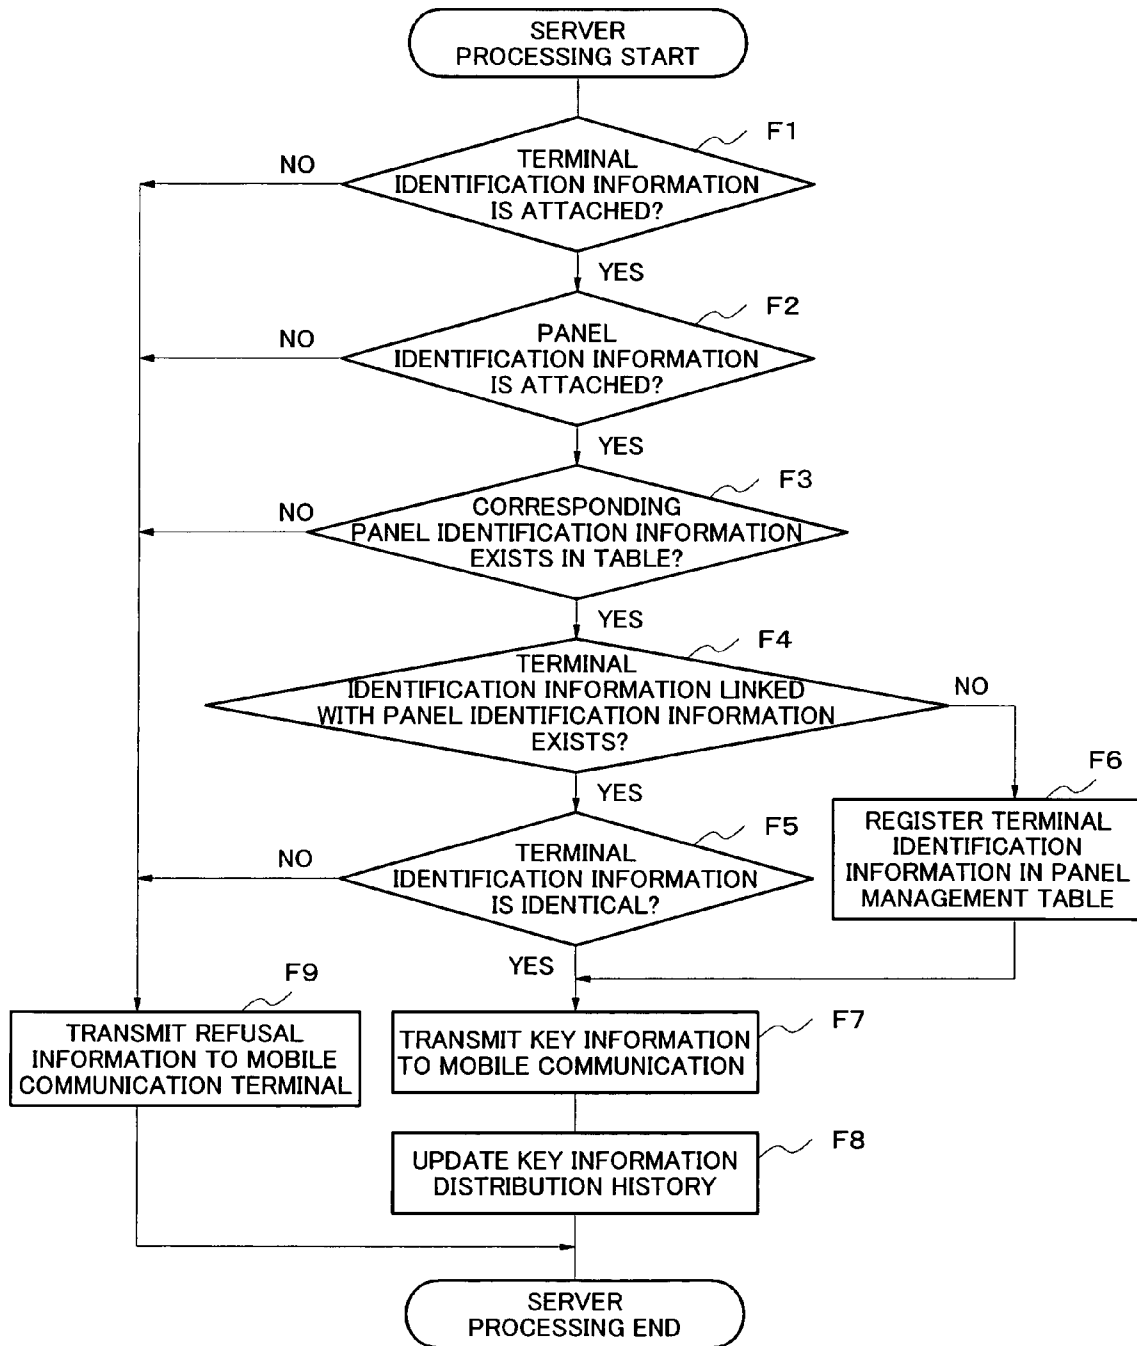 SERVER
PROCESSING START
F1
TERMINAL
IDENTIFICATION INFORMATION
IS ATTACHED?
NO
YES
F2
PANEL
IDENTIFICATION INFORMATION
IS ATTACHED?
NO
YES
F3
CORRESPONDING
PANEL IDENTIFICATION INFORMATION
EXISTS IN TABLE?
NO
YES
F4
TERMINAL
IDENTIFICATION INFORMATION LINKED
WITH PANEL IDENTIFICATION INFORMATION
EXISTS?
NO
YES
F6
REGISTER TERMINAL
IDENTIFICATION
INFORMATION IN PANEL
MANAGEMENT TABLE
F5
TERMINAL
IDENTIFICATION INFORMATION
IS IDENTICAL?
NO
YES
F9
TRANSMIT REFUSAL
INFORMATION TO MOBILE
COMMUNICATION TERMINAL
F7
TRANSMIT KEY INFORMATION
TO MOBILE COMMUNICATION
F8
UPDATE KEY INFORMATION
DISTRIBUTION HISTORY
SERVER
PROCESSING END